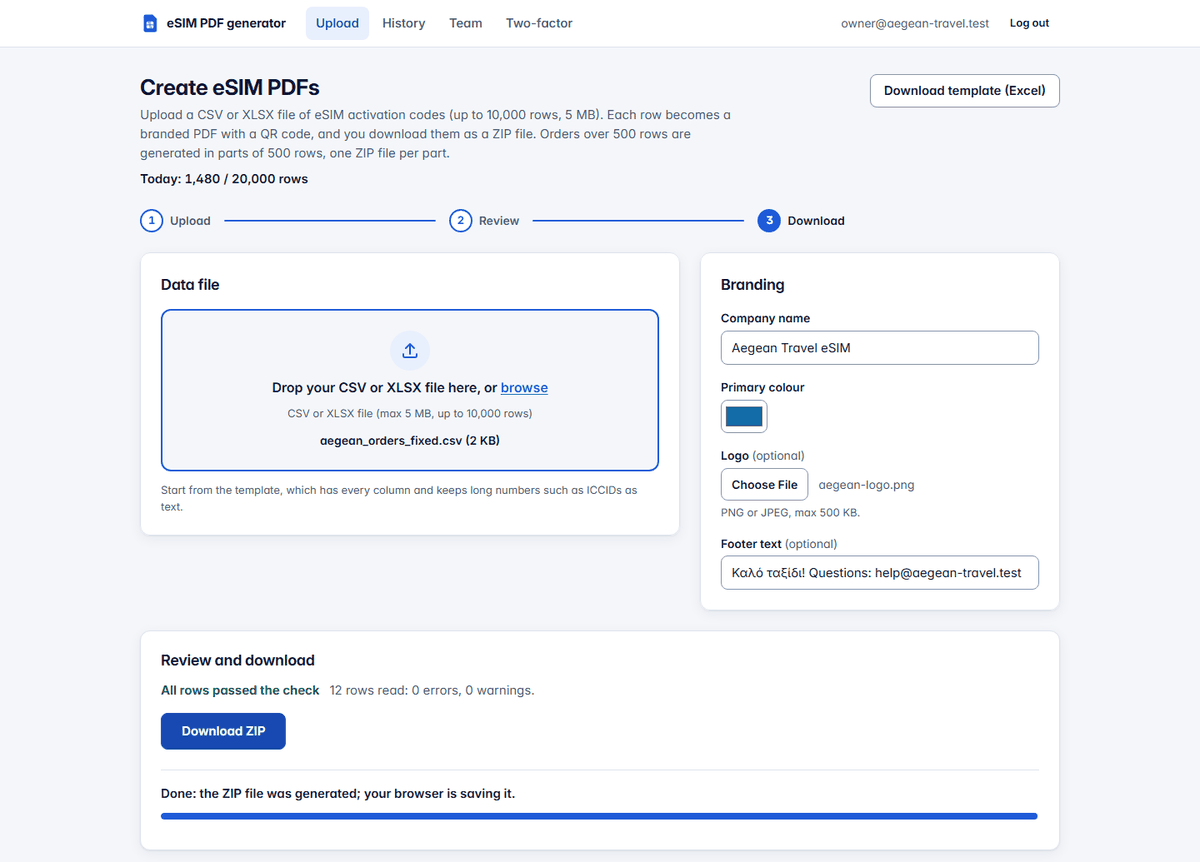 eSIM PDF generator
Upload
History
Team
Two-factor
owner@aegean-travel.test
Log out
Create eSIM PDFs
Download template (Excel)
Upload a CSV or XLSX file of eSIM activation codes (up to 10,000 rows, 5 MB). Each row becomes a
branded PDF with a QR code, and you download them as a ZIP file. Orders over 500 rows are
generated in parts of 500 rows, one ZIP file per part.
Today: 1,480 / 20,000 rows
1 Upload
2 Review
3 Download
Data file
Drop your CSV or XLSX file here, or browse
CSV or XLSX file (max 5 MB, up to 10,000 rows)
aegean_orders_fixed.csv (2 KB)
Start from the template, which has every column and keeps long numbers such as ICCIDs as
text.
Branding
Company name
Aegean Travel eSIM
Primary colour
Logo (optional)
Choose File aegean-logo.png
PNG or JPEG, max 500 KB.
Footer text (optional)
Καλό ταξίδι! Questions: help@aegean-travel.test
Review and download
All rows passed the check 12 rows read: 0 errors, 0 warnings.
Download ZIP
Done: the ZIP file was generated; your browser is saving it.